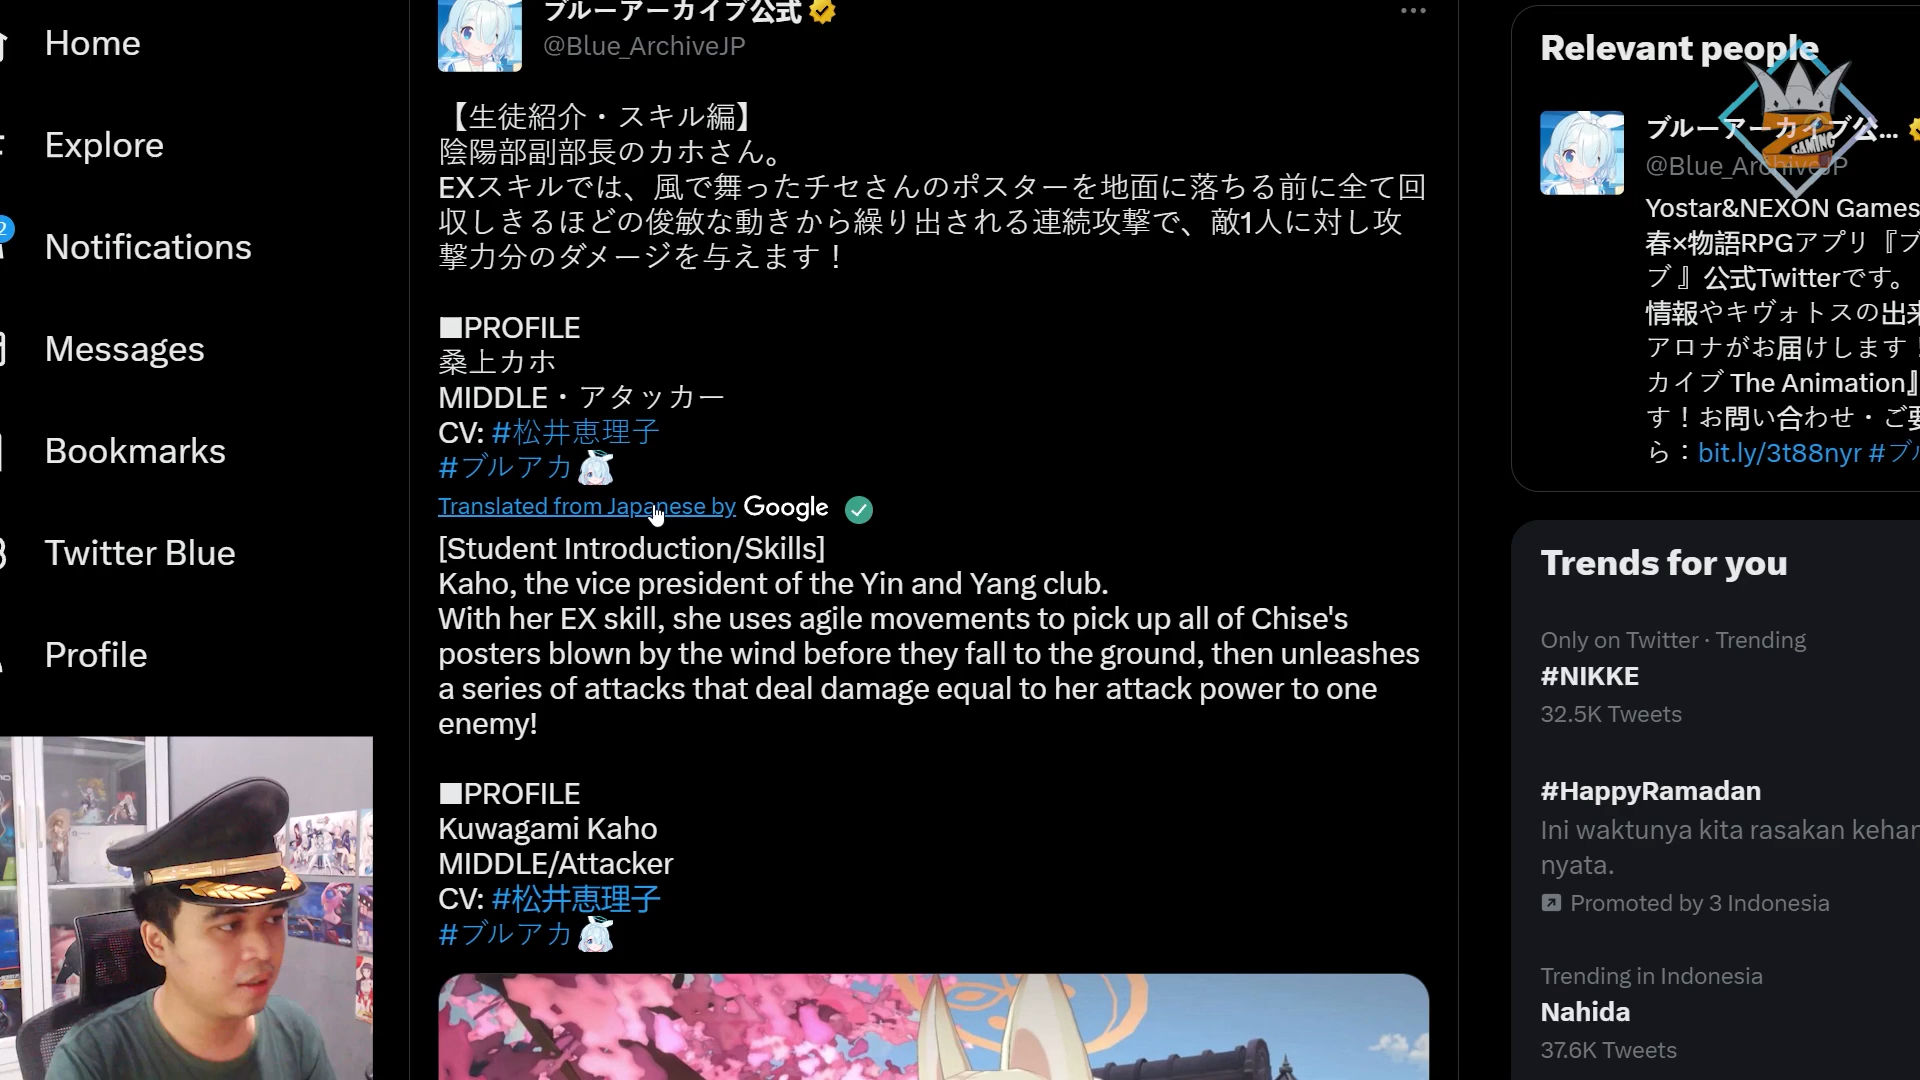 Home
Explore
Notifications
2
Messages
Bookmarks
Twitter Blue
Profile
ブルーアーカイブ公式
@Blue_ArchiveJP
【生徒紹介・スキル編】
陰陽部副部長のカホさん。
EXスキルでは、風で舞ったチセさんのポスターを地面に落ちる前に全て回
収しきるほどの俊敏な動きから繰り出される連続攻撃で、敵1人に対し攻
撃力分のダメージを与えます！
■PROFILE
桑上カホ
MIDDLE・アタッカー
CV: #松井恵理子
#ブルアカ
Translated from Japanese by Google
[Student Introduction/Skills]
Kaho, the vice president of the Yin and Yang club.
With her EX skill, she uses agile movements to pick up all of Chise's
posters blown by the wind before they fall to the ground, then unleashes
a series of attacks that deal damage equal to her attack power to one
enemy!
■PROFILE
Kuwagami Kaho
MIDDLE/Attacker
CV: #松井恵理子
#ブルアカ
Relevant people
Z GAMING
ブルーアーカイブ公...
@Blue_ArchiveJP
Yostar&NEXON Games
春×物語RPGアプリ『ブ
ブ 』公式Twitterです。
情報やキヴォトスの出来
アロナがお届けします！
カイブ The Animation』
す！お問い合わせ・ご要
ら：bit.ly/3t88nyr #ブル
Trends for you
Only on Twitter · Trending
#NIKKE
32.5K Tweets
#HappyRamadan
Ini waktunya kita rasakan kehar
nyata.
Promoted by 3 Indonesia
Trending in Indonesia
Nahida
37.6K Tweets